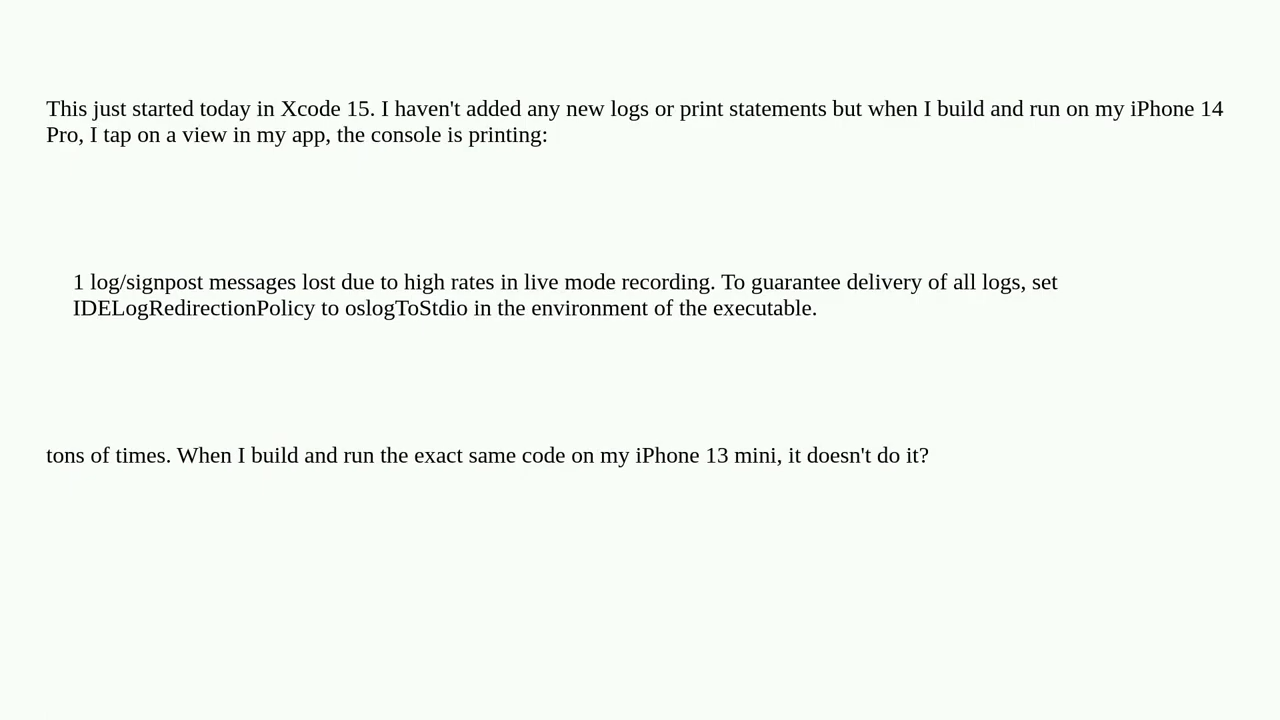 This just started today in Xcode 15. I haven't added any new logs or print statements but when I build and run on my iPhone 14
Pro, I tap on a view in my app, the console is printing:
1 log/signpost messages lost due to high rates in live mode recording. To guarantee delivery of all logs, set
IDELogRedirectionPolicy to oslogToStdio in the environment of the executable.
tons of times. When I build and run the exact same code on my iPhone 13 mini, it doesn't do it?